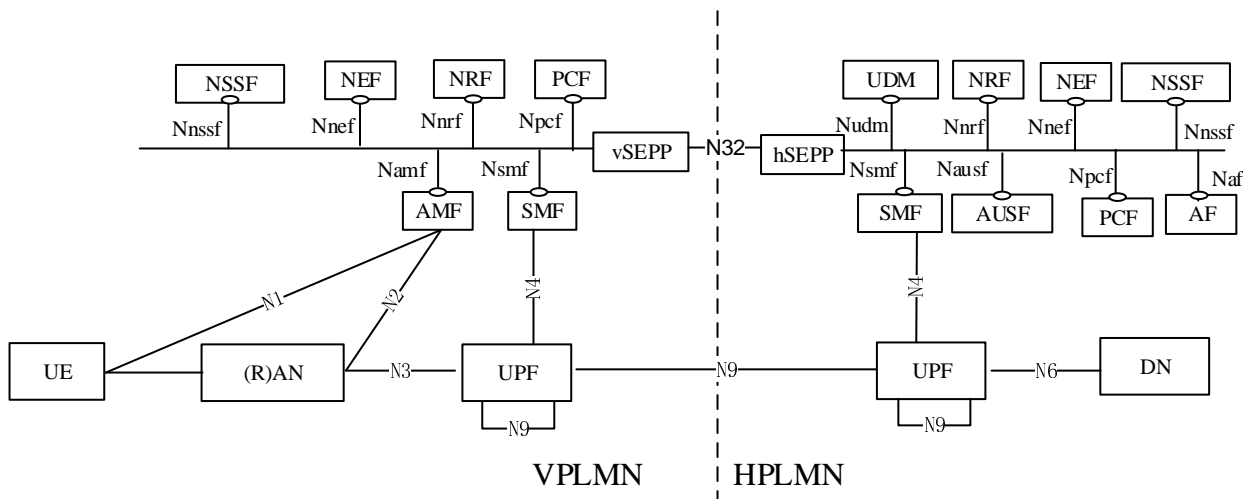 NSSF NEF NRF PCF UDM NRF NEF NSSF
Nnssf Nnef Nnrf Npcf Nudm Nnrf Nnef Nnssf
vSEPP N32 hSEPP
Namf Nsmf Nsmf Nausf Npcf Naf
AMF SMF SMF AUSF PCF AF
N1 N2 N4 N4
UE (R)AN N3 UPF N9 UPF N6 DN
N9 N9
VPLMN HPLMN